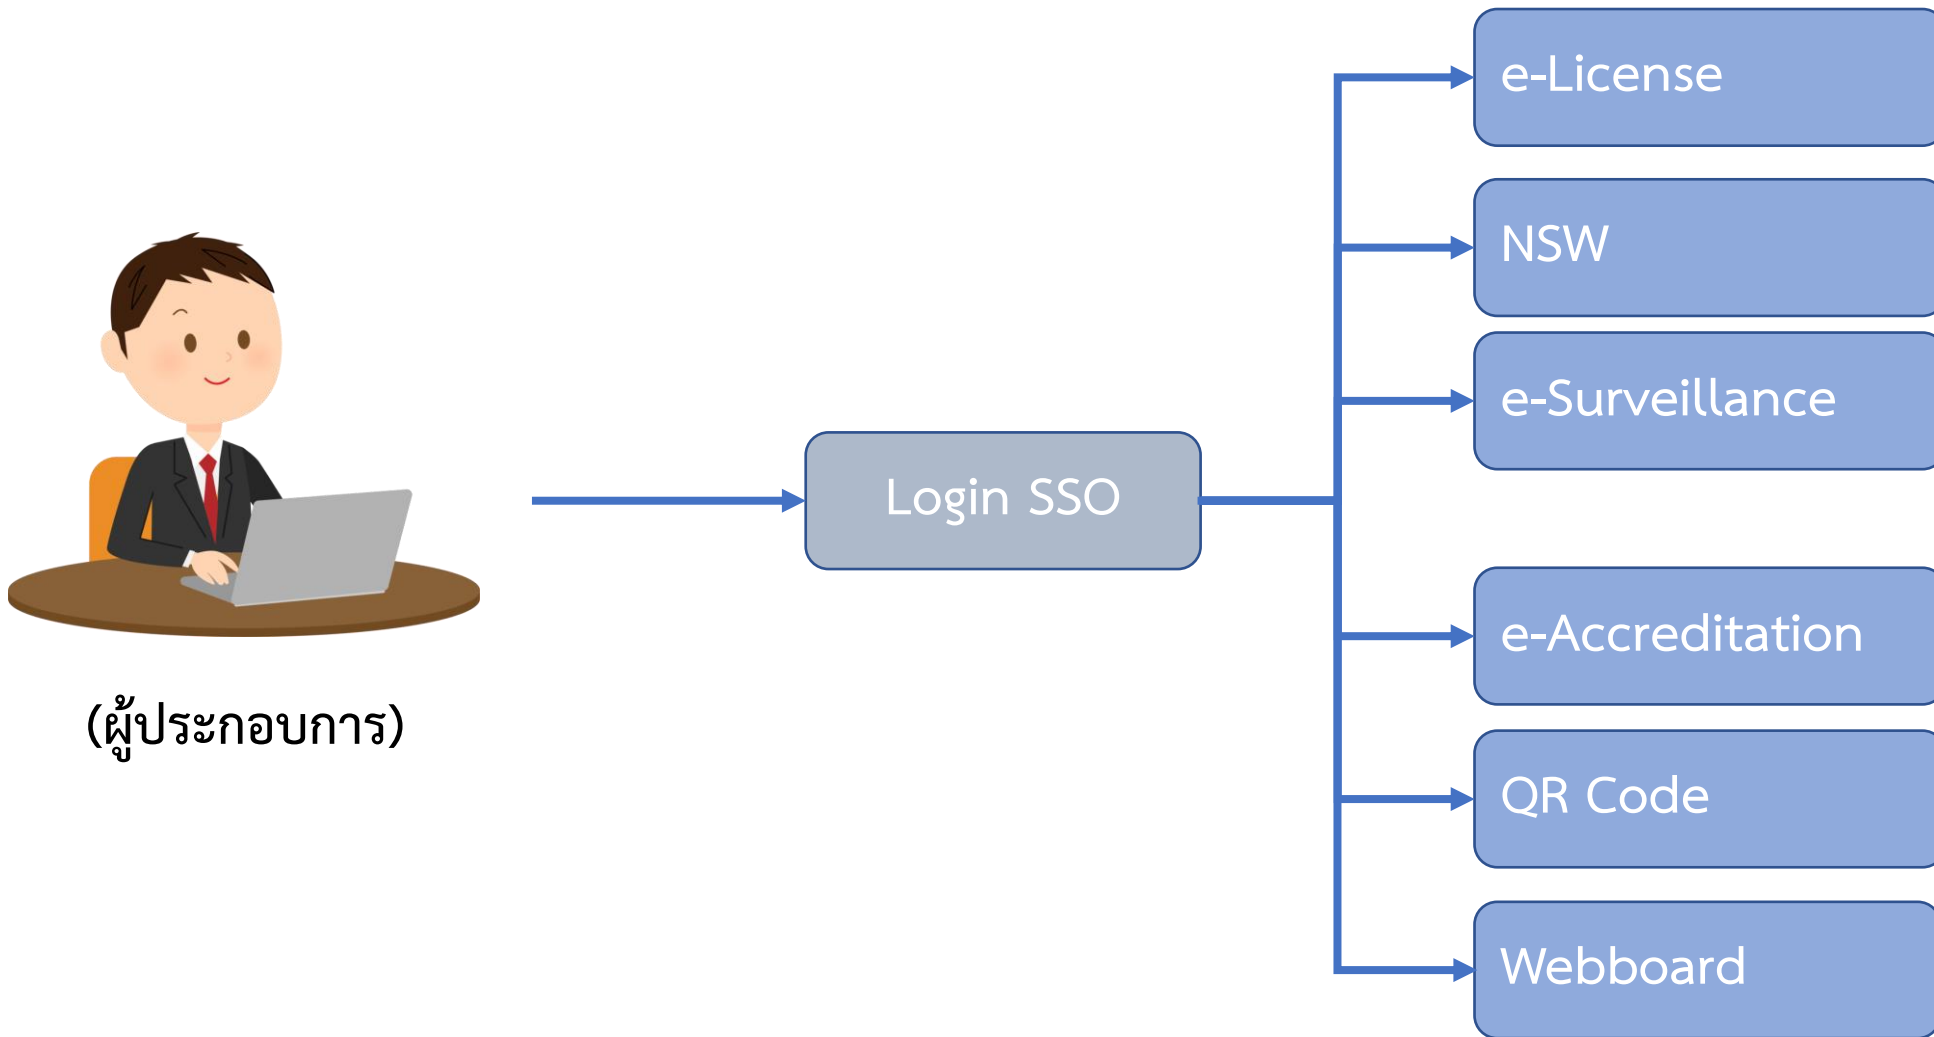 e-License
NSW
e-Surveillance
Login SSO
e-Accreditation
(ผู้ประกอบการ)
QR Code
Webboard